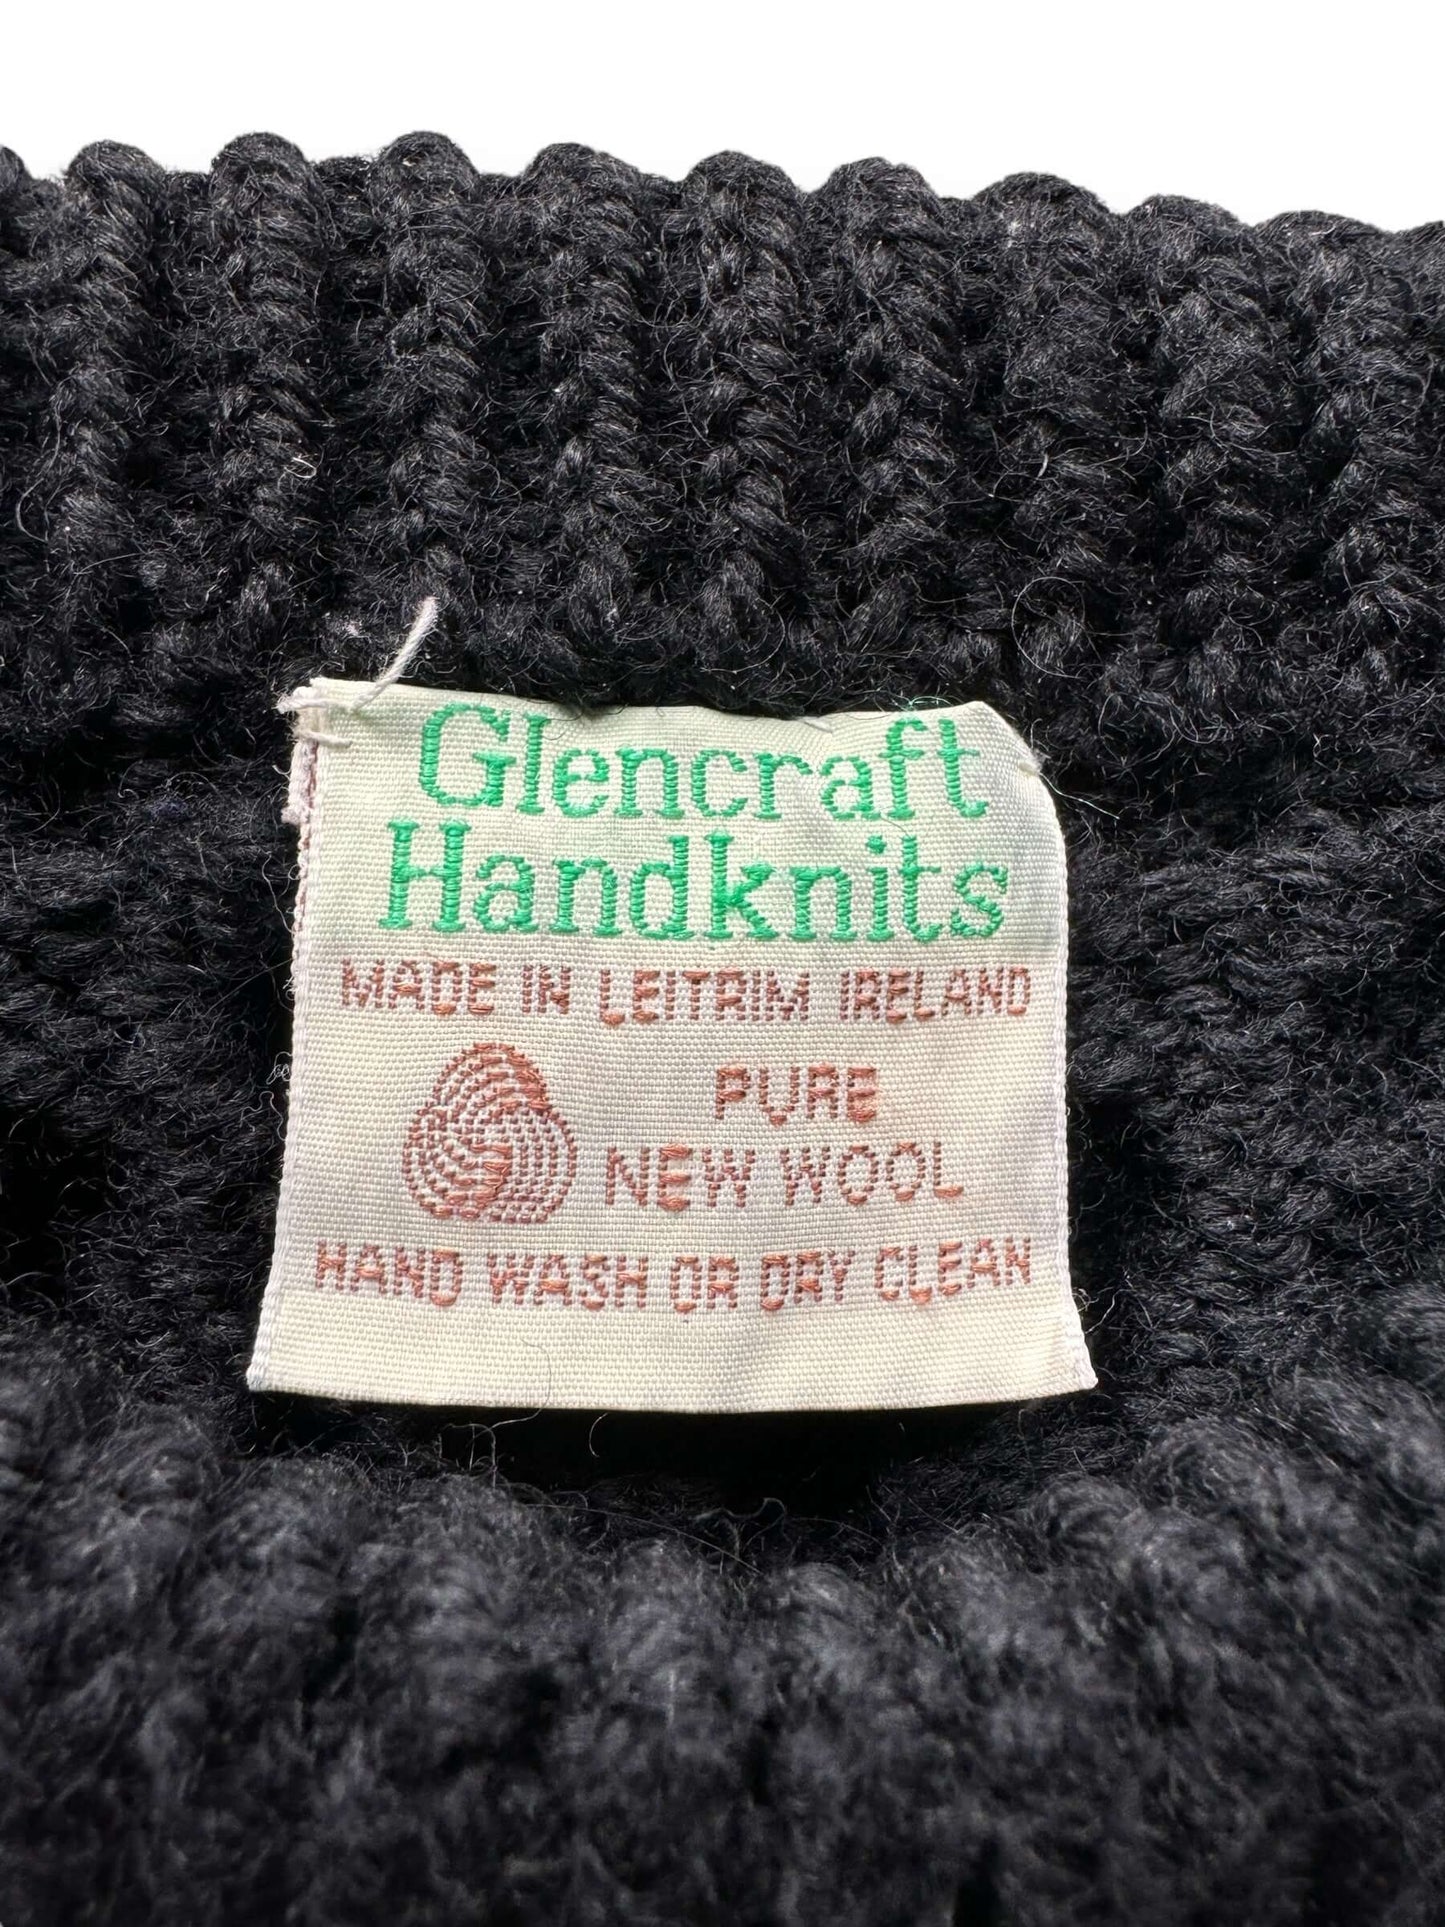 Glencraft
Handknits
MADE IN LEITRIM IRELAND
PURE
NEW WOOL
HAND WASH OR DRY CLEAN